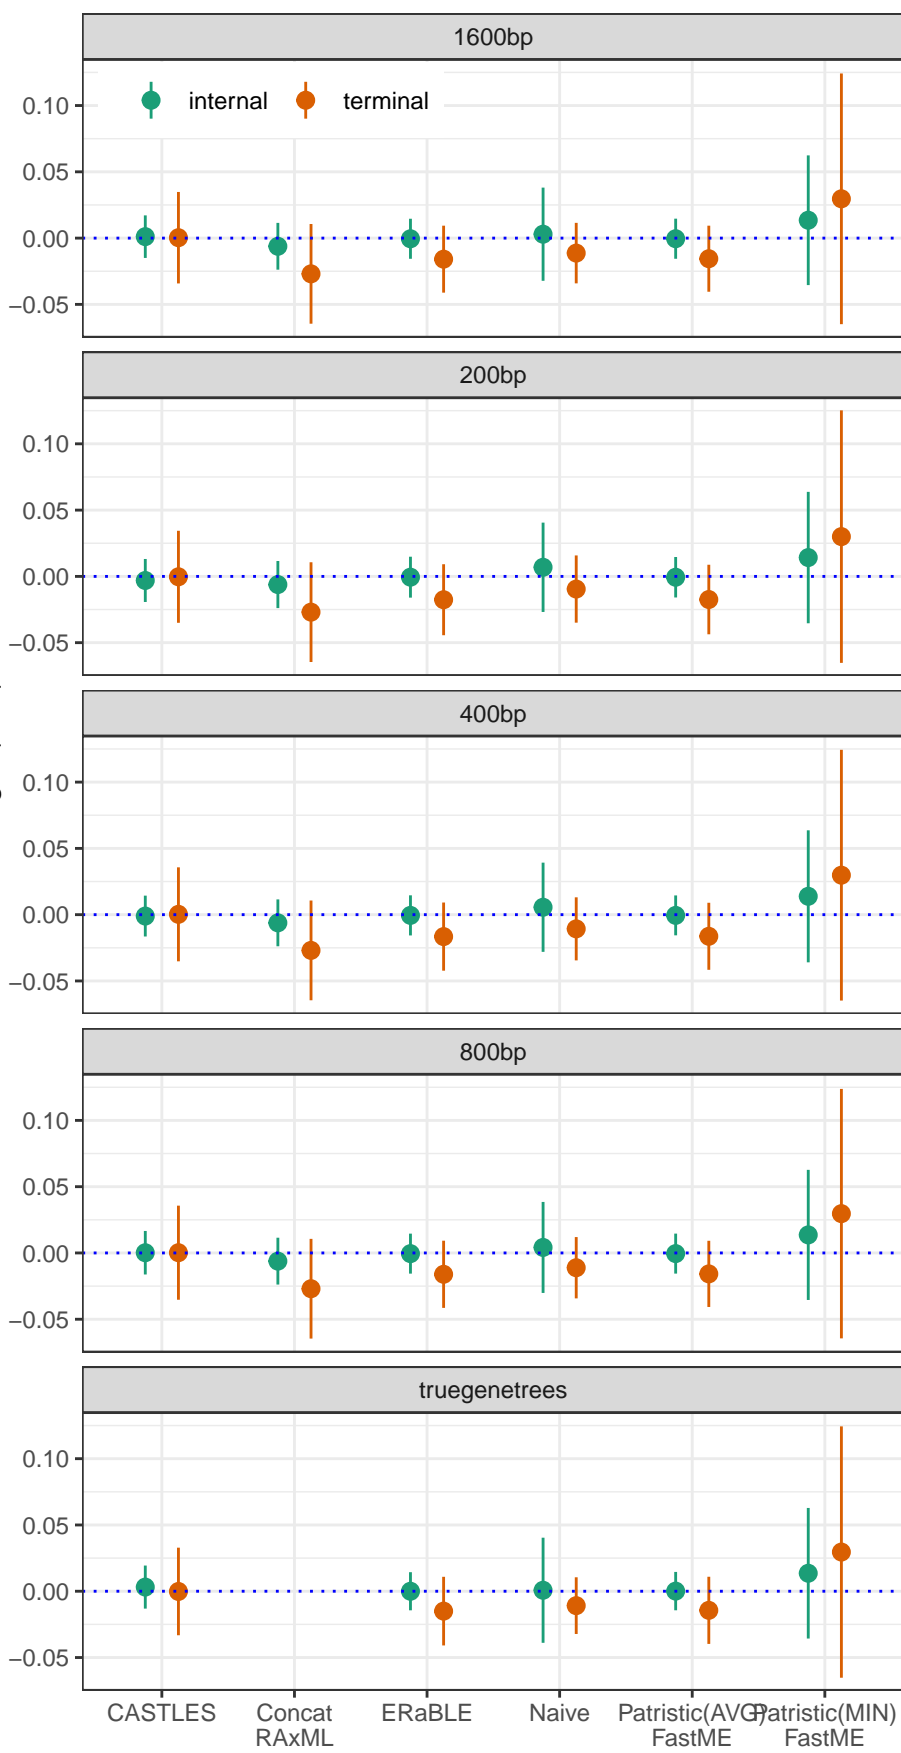 1600bp
internal terminal
0.10
0.05
0.00
−0.05
200bp
0.10
0.05
0.00
−0.05
400bp
0.10
0.05
0.00
−0.05
800bp
0.10
0.05
0.00
−0.05
truegenetrees
0.10
0.05
0.00
−0.05
CASTLES Concat ERaBLE Naive Patristic(AVG) Patristic(MIN)
RAxML FastME FastME